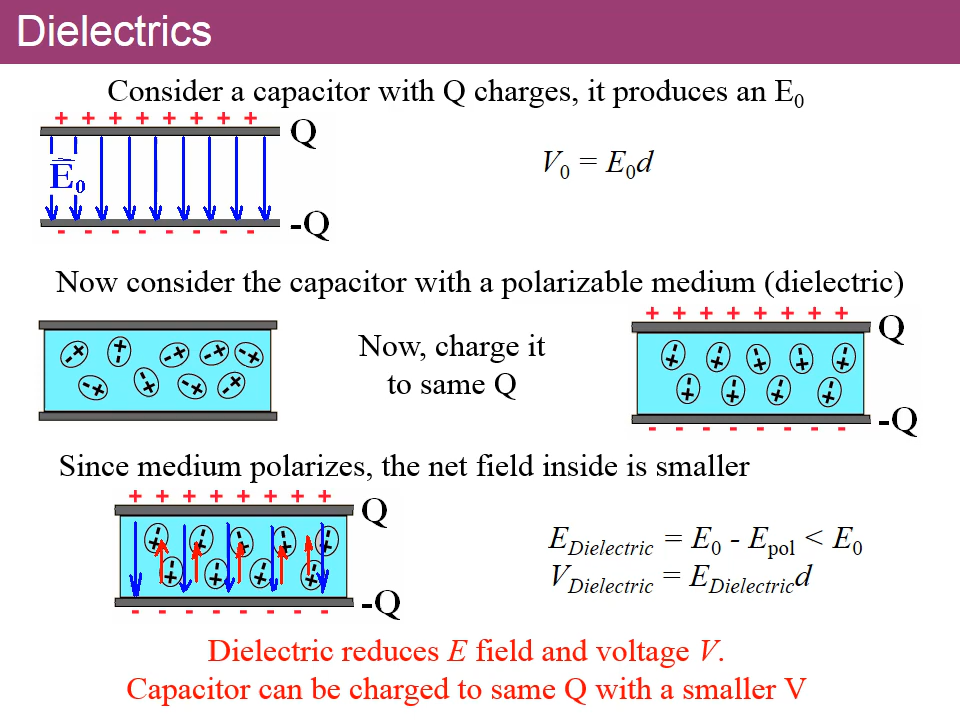 Dielectrics
Consider a capacitor with Q charges, it produces an E₀
+ + + + + + + +
Q
E₀
V₀ = E₀d
-Q
- - - - - - - -
Now consider the capacitor with a polarizable medium (dielectric)
+ + + + + + + +
Q
Now, charge it
to same Q
-Q
- - - - - - - -
Since medium polarizes, the net field inside is smaller
+ + + + + + + +
Q
E_Dielectric = E₀ - E_pol < E₀
V_Dielectric = E_Dielectric d
-Q
- - - - - - - -
Dielectric reduces E field and voltage V.
Capacitor can be charged to same Q with a smaller V